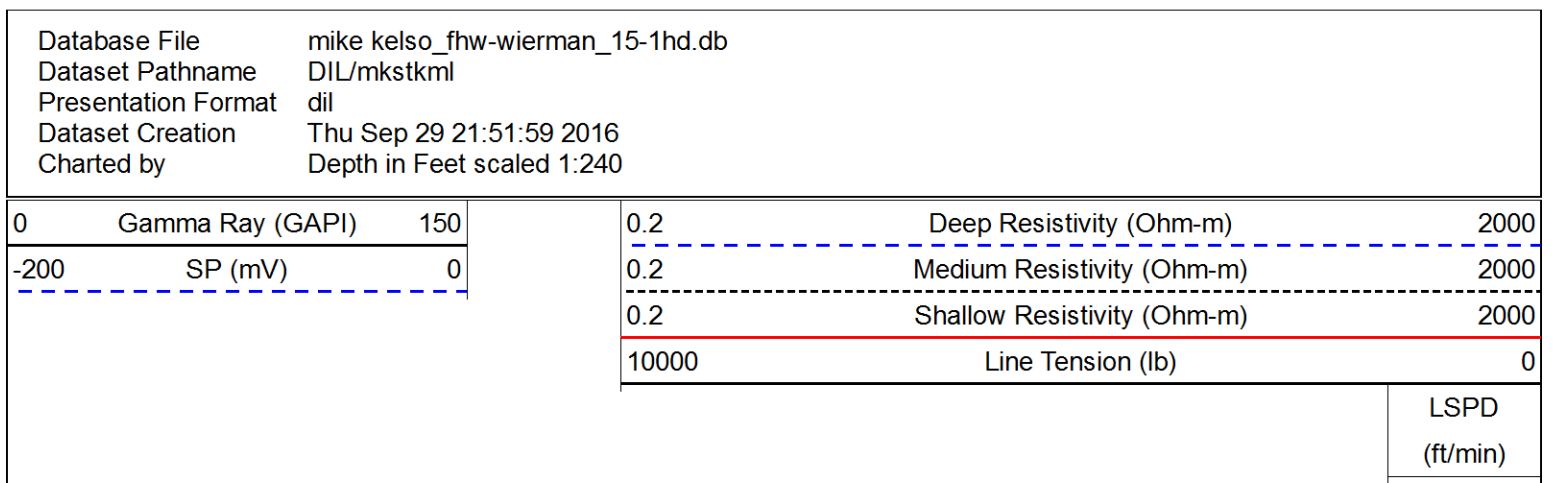 Database File mike kelso_fhw-wierman_15-1hd.db
Dataset Pathname DIL/mkstkml
Presentation Format dil
Dataset Creation Thu Sep 29 21:51:59 2016
Charted by Depth in Feet scaled 1:240
0 Gamma Ray (GAPI) 150
-200 SP (mV) 0
0.2 Deep Resistivity (Ohm-m) 2000
0.2 Medium Resistivity (Ohm-m) 2000
0.2 Shallow Resistivity (Ohm-m) 2000
10000 Line Tension (lb) 0
LSPD
(ft/min)